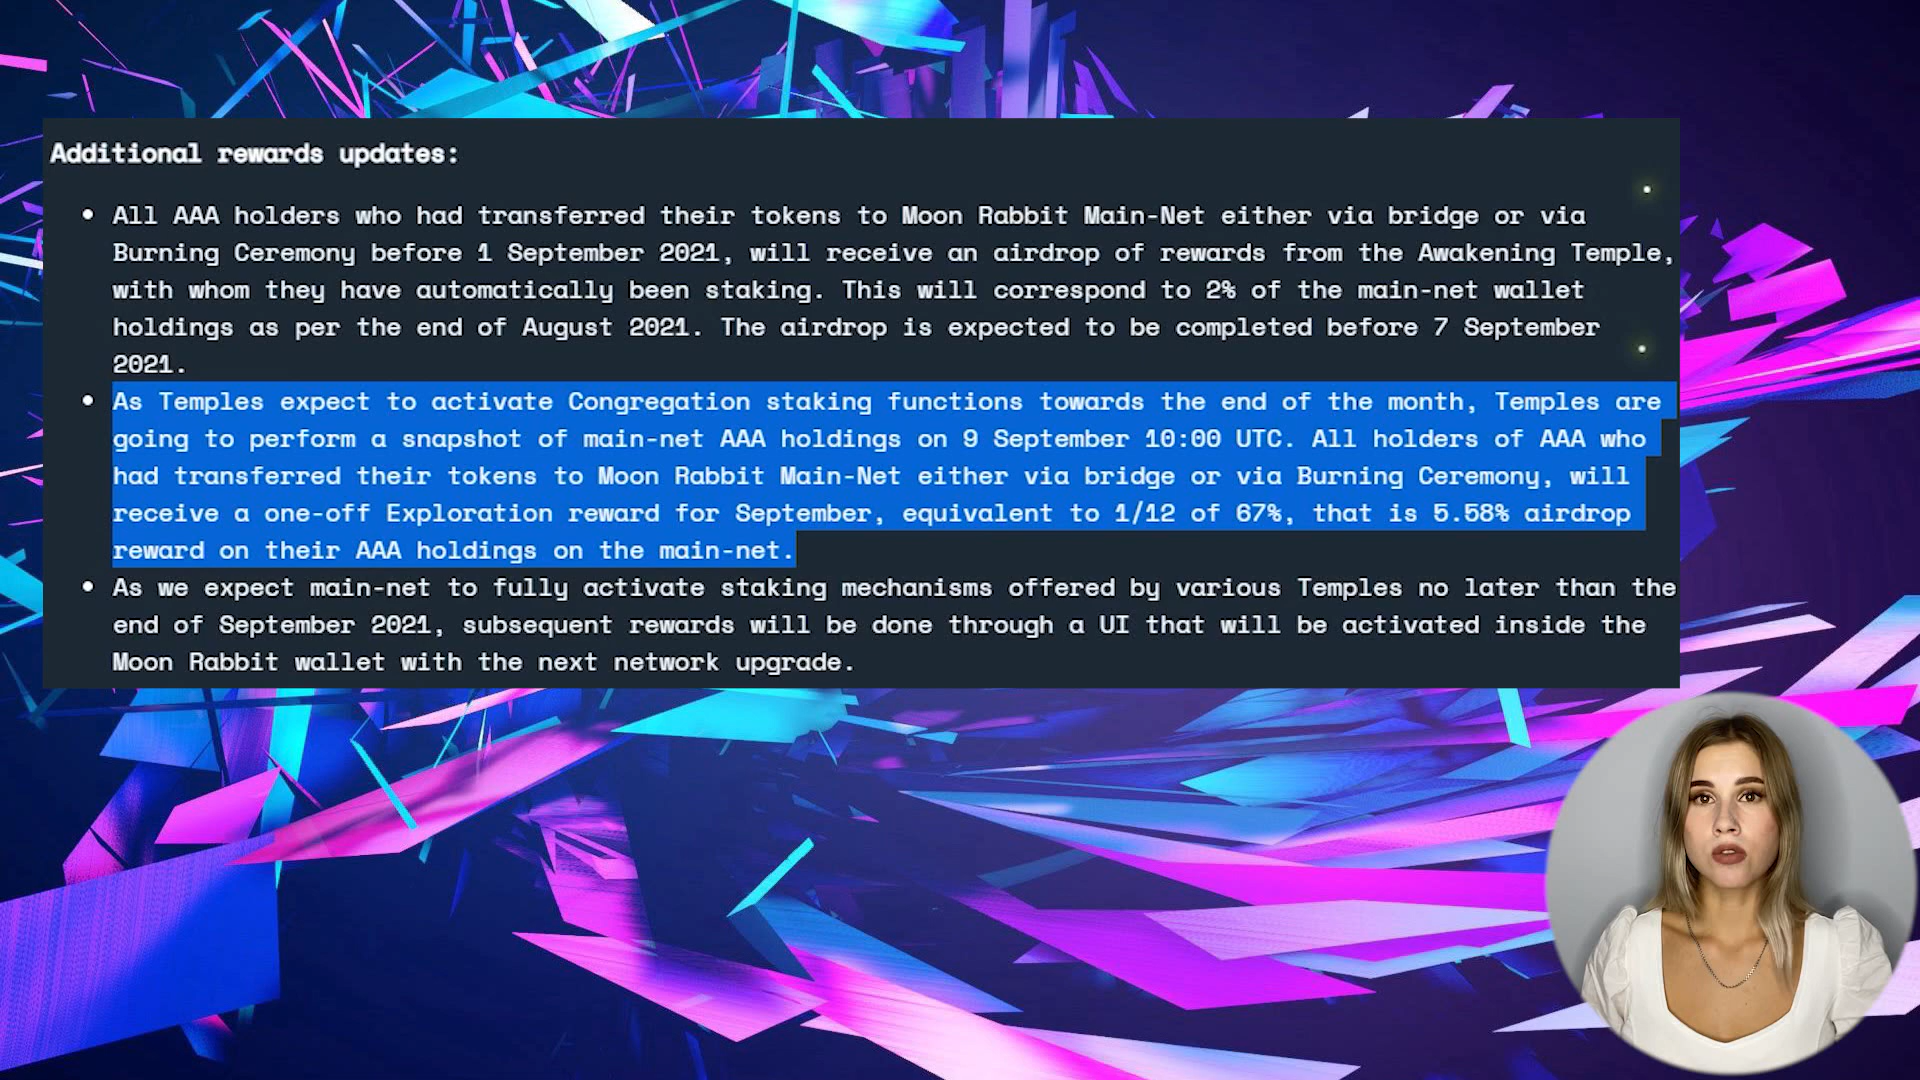 Additional rewards updates:
All AAA holders who had transferred their tokens to Moon Rabbit Main-Net either via bridge or via
Burning Ceremony before 1 September 2021, will receive an airdrop of rewards from the Awakening Temple,
with whom they have automatically been staking. This will correspond to 2% of the main-net wallet
holdings as per the end of August 2021. The airdrop is expected to be completed before 7 September
2021.
As Temples expect to activate Congregation staking functions towards the end of the month, Temples are
going to perform a snapshot of main-net AAA holdings on 9 September 10:00 UTC. All holders of AAA who
had transferred their tokens to Moon Rabbit Main-Net either via bridge or via Burning Ceremony, will
receive a one-off Exploration reward for September, equivalent to 1/12 of 67%, that is 5.58% airdrop
reward on their AAA holdings on the main-net.
As we expect main-net to fully activate staking mechanisms offered by various Temples no later than the
end of September 2021, subsequent rewards will be done through a UI that will be activated inside the
Moon Rabbit wallet with the next network upgrade.